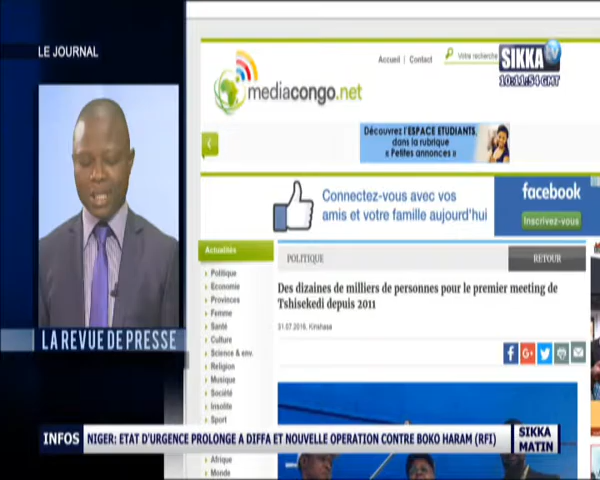 LE JOURNAL
mediacongo.net
Accueil | Contact
Votre recherche
SIKKA TV
10:11:54 GMT
Découvrez l'ESPACE ETUDIANTS,
dans la rubrique
« Petites annonces »
Connectez-vous avec vos
amis et votre famille aujourd'hui
facebook
Inscrivez-vous
Actualités
Politique
Economie
Provinces
Femme
Santé
Culture
Science & env.
Religion
Musique
Société
Insolite
Sport
Afrique
Monde
POLITIQUE
RETOUR
Des dizaines de milliers de personnes pour le premier meeting de
Tshisekedi depuis 2011
31.07.2016, Kinshasa
LA REVUE DE PRESSE
INFOS
NIGER: ETAT D'URGENCE PROLONGE A DIFFA ET NOUVELLE OPERATION CONTRE BOKO HARAM (RFI)
SIKKA
MATIN